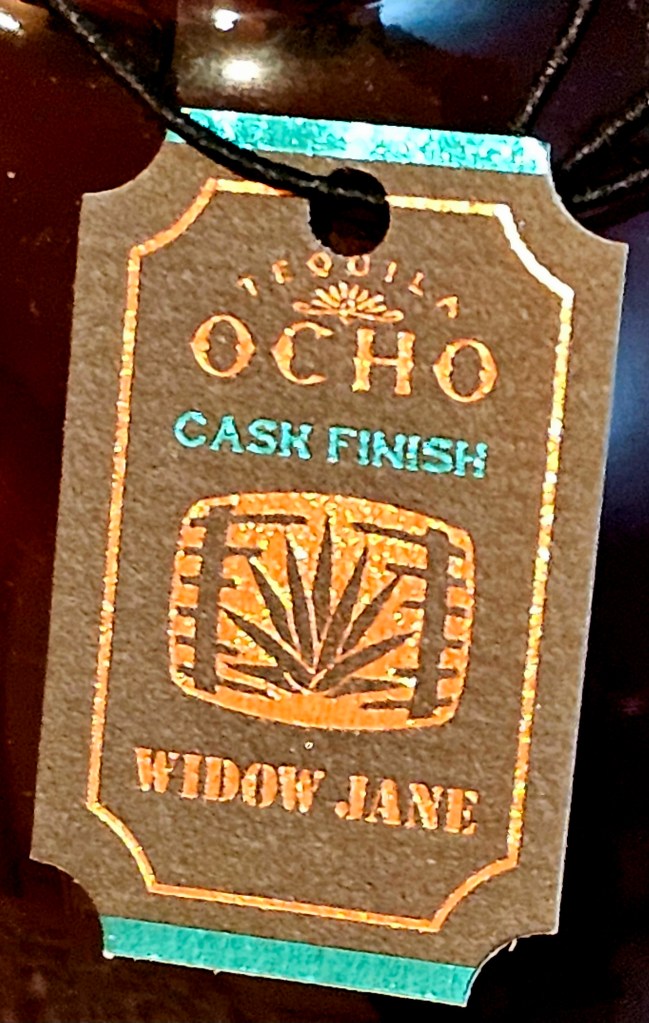 TEQUILA
OCHO
CASK FINISH
WIDOW JANE